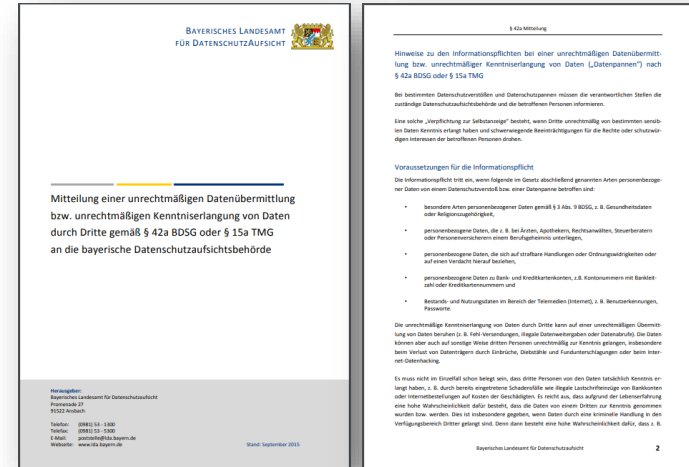 BAYERISCHES LANDESAMT
FÜR DATENSCHUTZAUFSICHT
Mitteilung einer unrechtmäßigen Datenübermittlung
bzw. unrechtmäßigen Kenntniserlangung von Daten
durch Dritte gemäß § 42a BDSG oder § 15a TMG
an die bayerische Datenschutzaufsichtsbehörde
Herausgeber:
Bayerisches Landesamt für Datenschutzaufsicht
Promenade 27
91522 Ansbach
Telefon: (0981) 53 - 1300
Telefax: (0981) 53 - 5300
E-Mail: poststelle@lda.bayern.de
Webseite: www.lda.bayern.de
Stand: September 2015
§ 42a Mitteilung
Hinweise zu den Informationspflichten bei einer unrechtmäßigen Datenübermitt-
lung bzw. unrechtmäßiger Kenntniserlangung von Daten („Datenpannen") nach
§ 42a BDSG oder § 15a TMG
Bei bestimmten Datenschutzverstößen und Datenschutzpannen müssen die verantwortlichen Stellen die
zuständige Datenschutzaufsichtsbehörde und die betroffenen Personen informieren.
Eine solche „Verpflichtung zur Selbstanzeige" besteht, wenn Dritte unrechtmäßig von bestimmten sensib-
len Daten Kenntnis erlangt haben und schwerwiegende Beeinträchtigungen für die Rechte oder schutzwür-
digen Interessen der betroffenen Personen drohen.
Voraussetzungen für die Informationspflicht
Die Informationspflicht tritt ein, wenn folgende im Gesetz abschließend genannten Arten personenbezoge-
ner Daten von einem Datenschutzverstoß bzw. einer Datenpanne betroffen sind:
• besondere Arten personenbezogener Daten gemäß § 3 Abs. 9 BDSG, z. B. Gesundheitsdaten
oder Religionszugehörigkeit,
• personenbezogene Daten, die z. B. bei Ärzten, Apothekern, Rechtsanwälten, Steuerberatern
oder Personenversicherern einem Berufsgeheimnis unterliegen,
• personenbezogene Daten, die sich auf strafbare Handlungen oder Ordnungswidrigkeiten oder
auf einen Verdacht hierauf beziehen,
• personenbezogene Daten zu Bank- und Kreditkartenkonten, z.B. Kontonummern mit Bankleit-
zahl oder Kreditkartennummern und
• Bestands- und Nutzungsdaten im Bereich der Telemedien (Internet), z. B. Benutzerkennungen,
Passworte.
Die unrechtmäßige Kenntniserlangung von Daten durch Dritte kann auf einer unrechtmäßigen Übermitt-
lung von Daten beruhen (z. B. Fehl-Versendungen, illegale Datenweitergaben oder Datenabrufe). Die Daten
können aber auch auf sonstige Weise dritten Personen unrechtmäßig zur Kenntnis gelangen, insbesondere
beim Verlust von Datenträgern durch Einbrüche, Diebstähle und Fundunterschlagungen oder beim Inter-
net-Datenhacking.
Es muss nicht im Einzelfall schon belegt sein, dass dritte Personen von den Daten tatsächlich Kenntnis er-
langt haben, z. B. durch bereits eingetretene Schadensfälle wie illegale Lastschrifteinzüge von Bankkonten
oder Internetbestellungen auf Kosten der Geschädigten. Es reicht aus, dass aufgrund der Lebenserfahrung
eine hohe Wahrscheinlichkeit dafür besteht, dass die Daten von einem Dritten zur Kenntnis genommen
wurden bzw. werden. Dies ist insbesondere gegeben, wenn Daten durch eine kriminelle Handlung in den
Verfügungsbereich Dritter gelangt sind. Denn dann besteht eine hohe Wahrscheinlichkeit dafür, dass z. B.
Bayerisches Landesamt für Datenschutzaufsicht 2